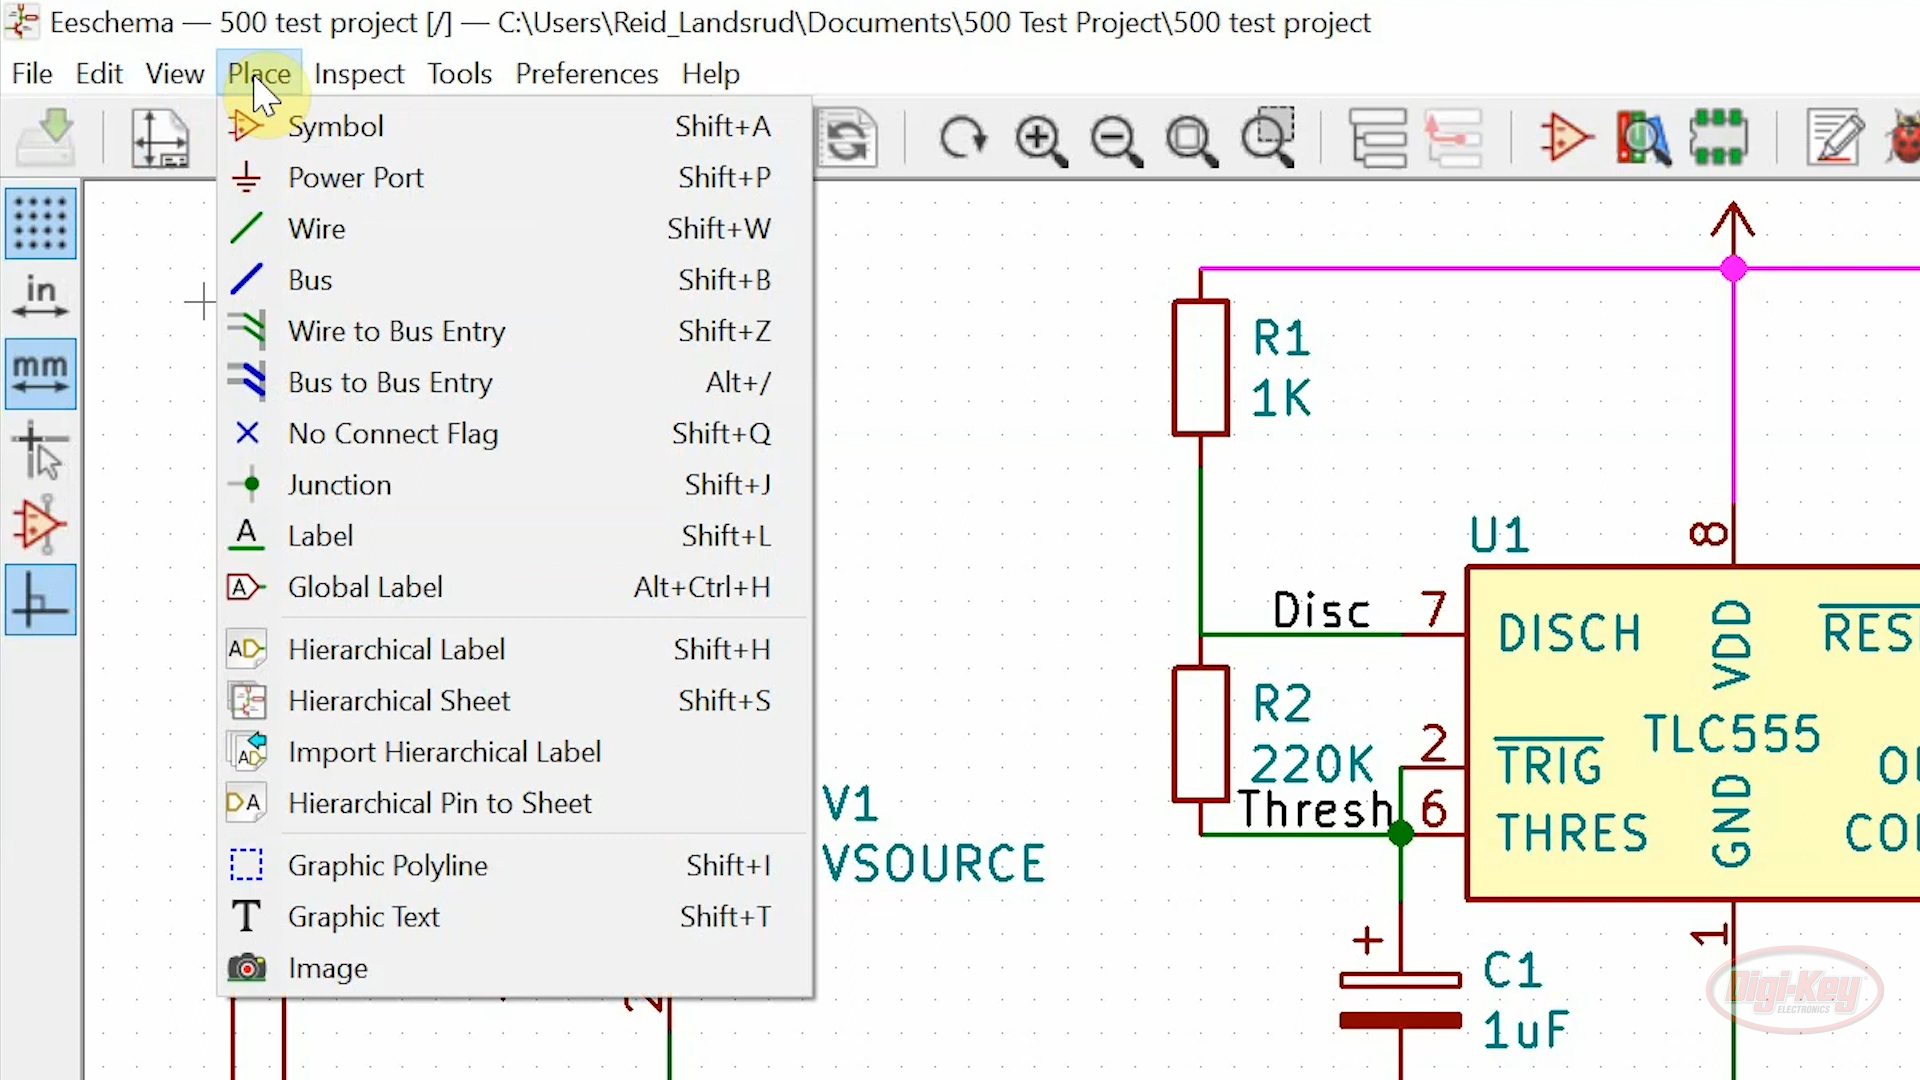 Eeschema — 500 test project [/] — C:\Users\Reid_Landsrud\Documents\500 Test Project\500 test project
File Edit View Place Inspect Tools Preferences Help
Symbol Shift+A
Power Port Shift+P
Wire Shift+W
Bus Shift+B
Wire to Bus Entry Shift+Z
Bus to Bus Entry Alt+/
No Connect Flag Shift+Q
Junction Shift+J
Label Shift+L
Global Label Alt+Ctrl+H
Hierarchical Label Shift+H
Hierarchical Sheet Shift+S
Import Hierarchical Label
Hierarchical Pin to Sheet
Graphic Polyline Shift+I
Graphic Text Shift+T
Image
in
mm
R1
1K
U1
8
Disc 7
DISCH
VDD
RES
R2
220K
2
TRIG
TLC555
Thresh 6
THRES
GND
V1
VSOURCE
+
C1
1uF
1
Digi-Key
ELECTRONICS